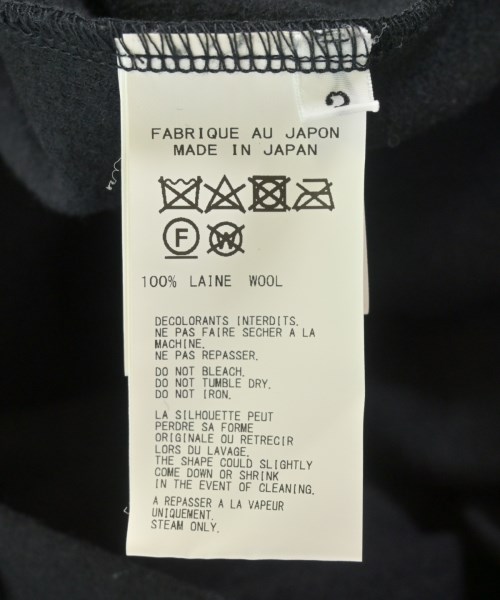 FABRIQUE AU JAPON
MADE IN JAPAN
F W
100% LAINE WOOL
DECOLORANTS INTERDITS.
NE PAS FAIRE SECHER A LA
MACHINE.
NE PAS REPASSER.
DO NOT BLEACH.
DO NOT TUMBLE DRY.
DO NOT IRON.
LA SILHOUETTE PEUT
PERDRE SA FORME
ORIGINALE OU RETRECIR
LORS DU LAVAGE.
THE SHAPE COULD SLIGHTLY
COME DOWN OR SHRINK
IN THE EVENT OF CLEANING.
A REPASSER A LA VAPEUR
UNIQUEMENT.
STEAM ONLY.